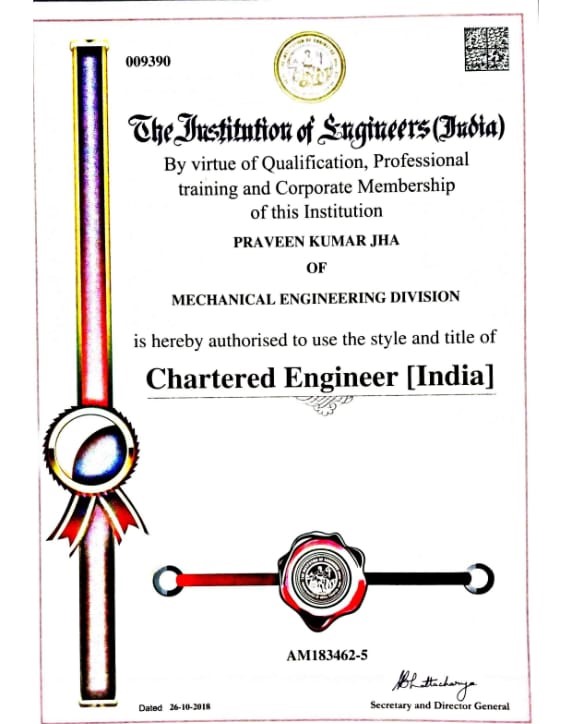 009390
The Institution of Engineers (India)
By virtue of Qualification, Professional
training and Corporate Membership
of this Institution
PRAVEEN KUMAR JHA
OF
MECHANICAL ENGINEERING DIVISION
is hereby authorised to use the style and title of
Chartered Engineer [India]
AM183462-5
Dated 26-10-2018
Secretary and Director General